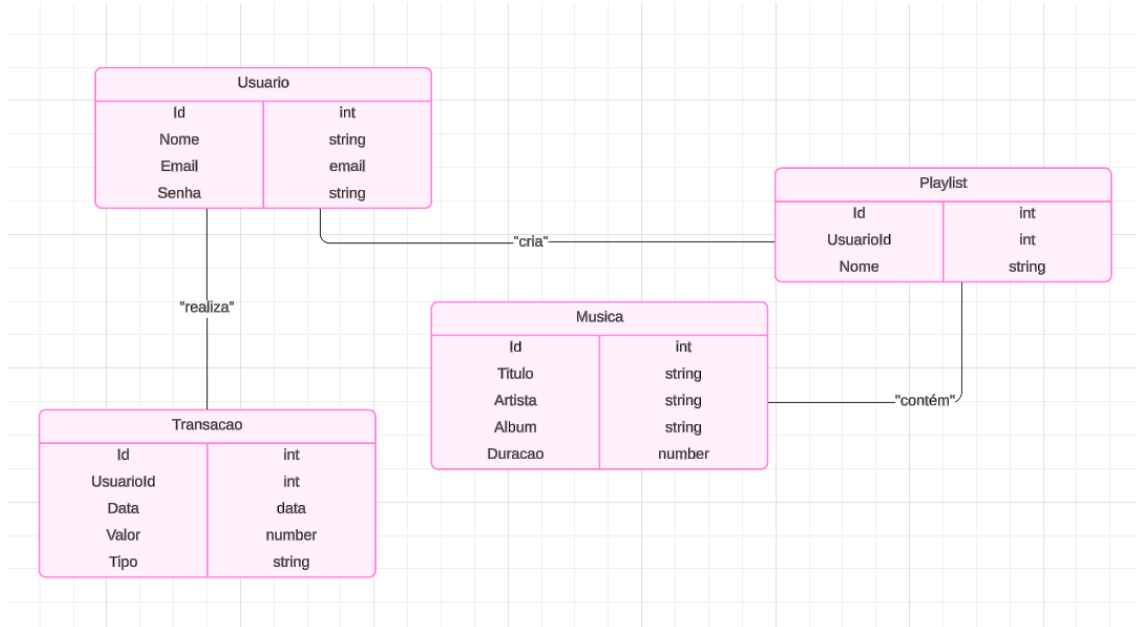 Usuario
Id int
Nome string
Email email
Senha string
"cria"
Playlist
Id int
UsuarioId int
Nome string
"realiza"
Musica
Id int
Titulo string
Artista string
Album string
Duracao number
"contém"
Transacao
Id int
UsuarioId int
Data data
Valor number
Tipo string